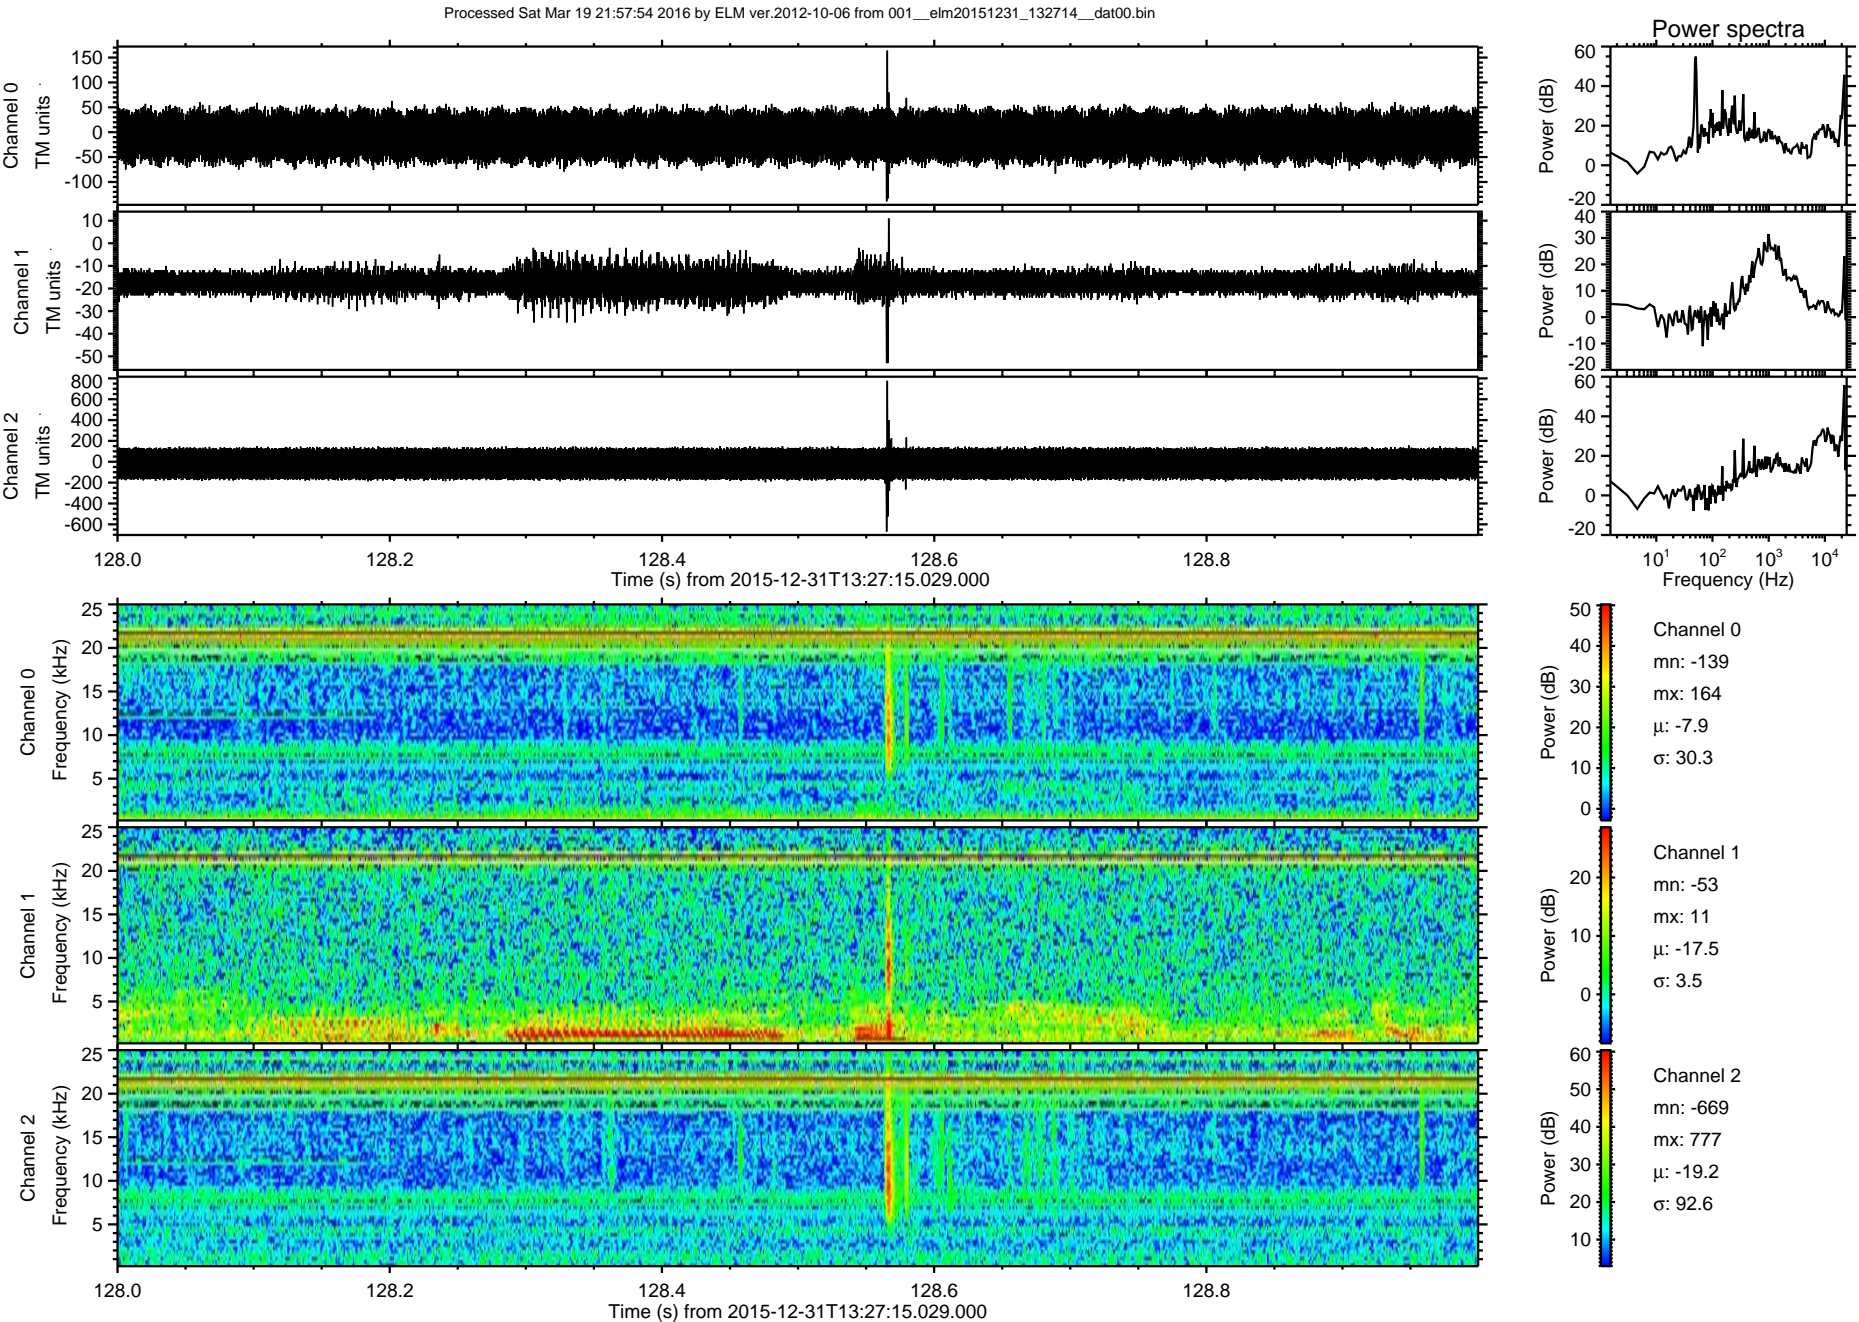 Processed Sat Mar 19 21:57:54 2016 by ELM ver.2012-10-06 from 001__elm20151231_132714__dat00.bin
Power spectra
Channel 0
TM units
150
100
50
0
-50
-100
Power (dB)
60
40
20
0
-20
Channel 1
TM units
10
0
-10
-20
-30
-40
-50
Power (dB)
40
30
20
10
0
-10
-20
Channel 2
TM units
800
600
400
200
0
-200
-400
-600
Power (dB)
60
40
20
0
-20
128.0 128.2 128.4 128.6 128.8
Time (s) from 2015-12-31T13:27:15.029.000
10^1 10^2 10^3 10^4
Frequency (Hz)
Channel 0
Frequency (kHz)
25
20
15
10
5
Power (dB)
50
40
30
20
10
0
Channel 0
mn: -139
mx: 164
μ: -7.9
σ: 30.3
Channel 1
Frequency (kHz)
25
20
15
10
5
Power (dB)
20
10
0
Channel 1
mn: -53
mx: 11
μ: -17.5
σ: 3.5
Channel 2
Frequency (kHz)
25
20
15
10
5
Power (dB)
60
50
40
30
20
10
Channel 2
mn: -669
mx: 777
μ: -19.2
σ: 92.6
128.0 128.2 128.4 128.6 128.8
Time (s) from 2015-12-31T13:27:15.029.000